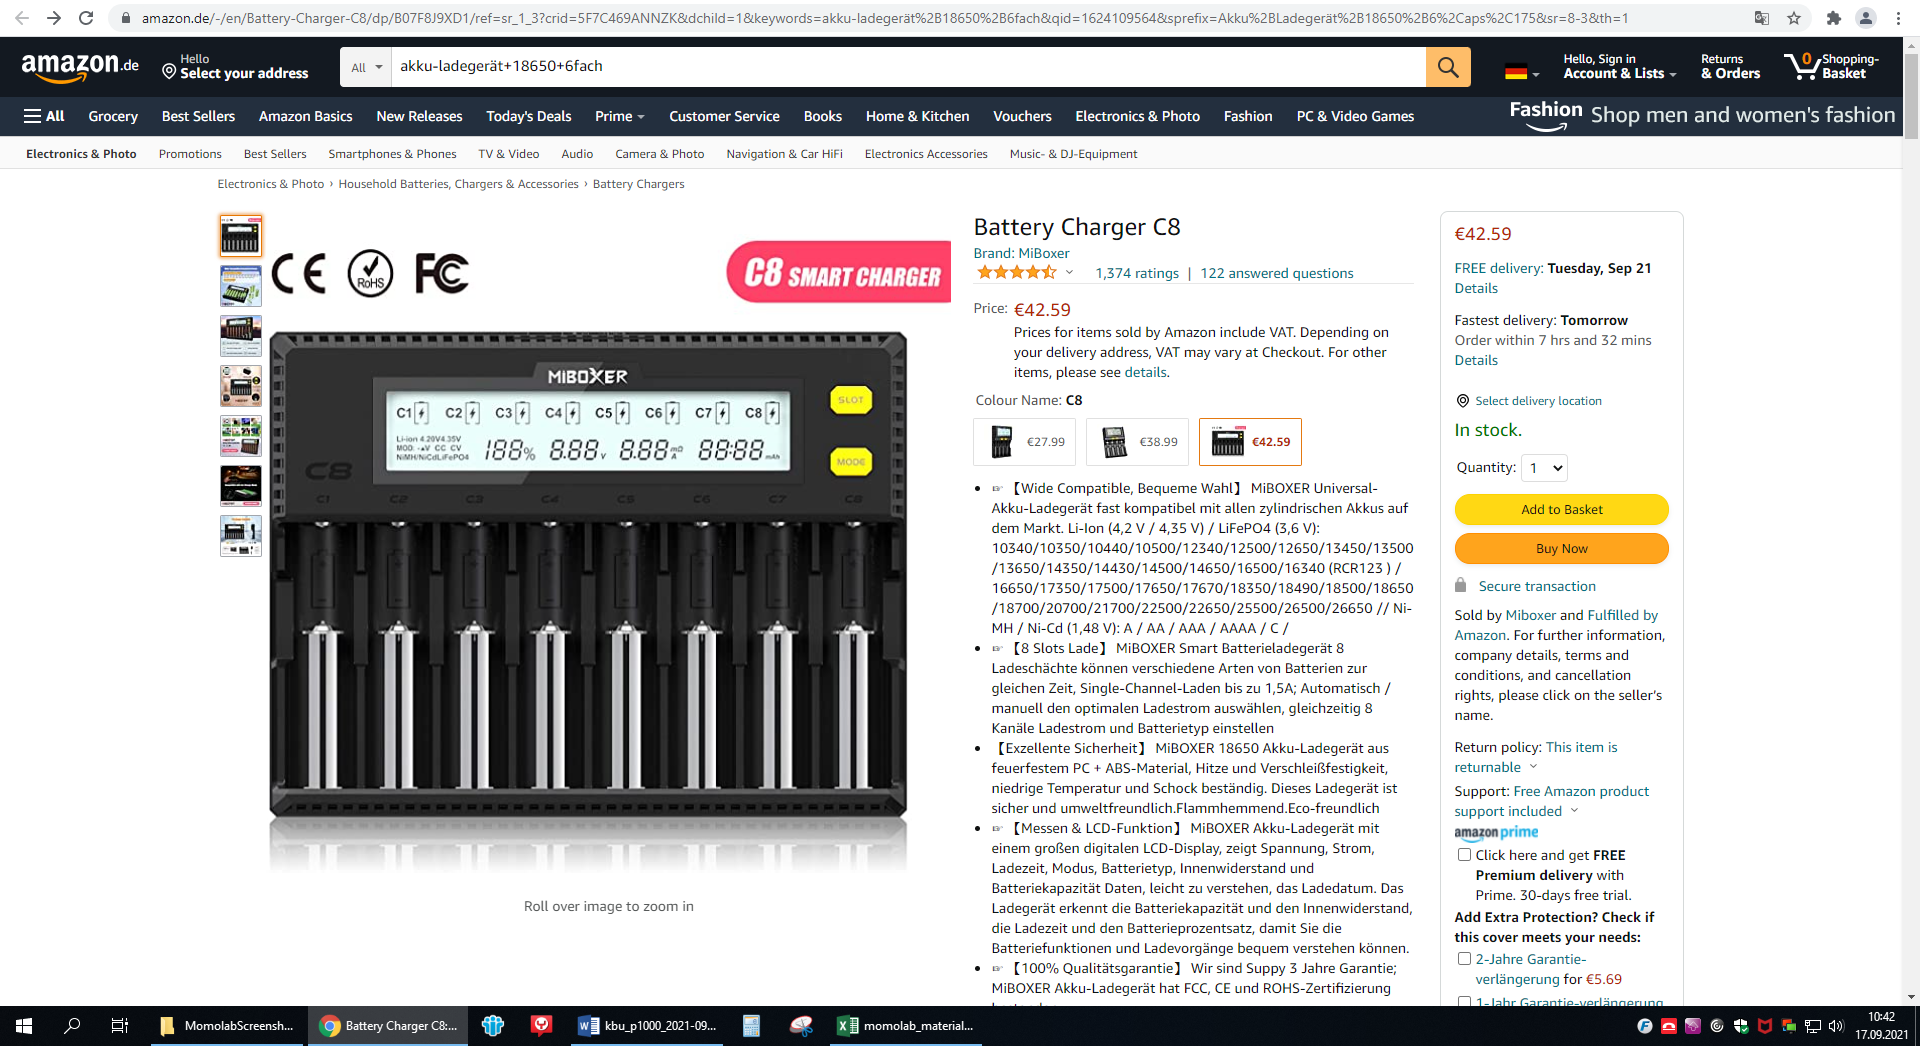 amazon.de/-/en/Battery-Charger-C8/dp/B07F8J9XD1/ref=sr_1_3?crid=5F7C469ANNZK&dchild=1&keywords=akku-ladegerät%2B18650%2B6fach&qid=1624109564&sprefix=Akku%2BLadegerät%2B18650%2B6%2Caps%2C175&sr=8-3&th=1
amazon.de
Hello
Select your address
All
akku-ladegerät+18650+6fach
Hello, Sign in
Account & Lists
Returns
& Orders
0
Shopping-
Basket
All
Grocery
Best Sellers
Amazon Basics
New Releases
Today's Deals
Prime
Customer Service
Books
Home & Kitchen
Vouchers
Electronics & Photo
Fashion
PC & Video Games
Fashion Shop men and women's fashion
Electronics & Photo
Promotions
Best Sellers
Smartphones & Phones
TV & Video
Audio
Camera & Photo
Navigation & Car HiFi
Electronics Accessories
Music- & DJ-Equipment
Electronics & Photo › Household Batteries, Chargers & Accessories › Battery Chargers
CE
RoHS
FC
C8 SMART CHARGER
MIBOXER
C1 C2 C3 C4 C5 C6 C7 C8
Li-ion 4.20V4.35V
MOD: -▲V CC CV
NiMH/NiCdLiFePO4
188% 8.88V 8.88 mΩ A 88:88 mAh
SLOT
MODE
C8
C1 C2 C3 C4 C5 C6 C7 C8
Roll over image to zoom in
Battery Charger C8
Brand: MiBoxer
1,374 ratings | 122 answered questions
Price: €42.59
Prices for items sold by Amazon include VAT. Depending on
your delivery address, VAT may vary at Checkout. For other
items, please see details.
Colour Name: C8
€27.99
€38.99
€42.59
• ☞ 【Wide Compatible, Bequeme Wahl】 MiBOXER Universal-
Akku-Ladegerät fast kompatibel mit allen zylindrischen Akkus auf
dem Markt. Li-Ion (4,2 V / 4,35 V) / LiFePO4 (3,6 V):
10340/10350/10440/10500/12340/12500/12650/13450/13500
/13650/14350/14430/14500/14650/16500/16340 (RCR123 ) /
16650/17350/17500/17650/17670/18350/18490/18500/18650
/18700/20700/21700/22500/22650/25500/26500/26650 // Ni-
MH / Ni-Cd (1,48 V): A / AA / AAA / AAAA / C /
• ☞ 【8 Slots Lade】 MiBOXER Smart Batterieladegerät 8
Ladeschächte können verschiedene Arten von Batterien zur
gleichen Zeit, Single-Channel-Laden bis zu 1,5A; Automatisch /
manuell den optimalen Ladestrom auswählen, gleichzeitig 8
Kanäle Ladestrom und Batterietyp einstellen
• 【Exzellente Sicherheit】 MiBOXER 18650 Akku-Ladegerät aus
feuerfestem PC + ABS-Material, Hitze und Verschleißfestigkeit,
niedrige Temperatur und Schock beständig. Dieses Ladegerät ist
sicher und umweltfreundlich.Flammhemmend.Eco-freundlich
• ☞ 【Messen & LCD-Funktion】 MiBOXER Akku-Ladegerät mit
einem großen digitalen LCD-Display, zeigt Spannung, Strom,
Ladezeit, Modus, Batterietyp, Innenwiderstand und
Batteriekapazität Daten, leicht zu verstehen, das Ladedatum. Das
Ladegerät erkennt die Batteriekapazität und den Innenwiderstand,
die Ladezeit und den Batterieprozentsatz, damit Sie die
Batteriefunktionen und Ladevorgänge bequem verstehen können.
• ☞ 【100% Qualitätsgarantie】 Wir sind Suppy 3 Jahre Garantie;
MiBOXER Akku-Ladegerät hat FCC, CE und ROHS-Zertifizierung
€42.59
FREE delivery: Tuesday, Sep 21
Details
Fastest delivery: Tomorrow
Order within 7 hrs and 32 mins
Details
Select delivery location
In stock.
Quantity: 1
Add to Basket
Buy Now
Secure transaction
Sold by Miboxer and Fulfilled by
Amazon. For further information,
company details, terms and
conditions, and cancellation
rights, please click on the seller's
name.
Return policy: This item is
returnable
Support: Free Amazon product
support included
amazon prime
Click here and get FREE
Premium delivery with
Prime. 30-days free trial.
Add Extra Protection? Check if
this cover meets your needs:
2-Jahre Garantie-
verlängerung for €5.69
1-Jahr Garantie-verlängerung
MomolabScreensh...
Battery Charger C8:...
kbu_p1000_2021-09...
momolab_material...
10:42
17.09.2021